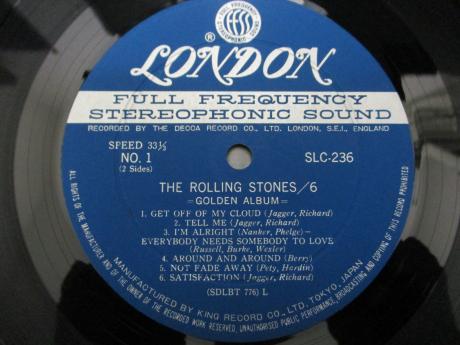 FULL FREQUENCY
STEREOPHONIC SOUND
ffss
®
LONDON
FULL FREQUENCY
STEREOPHONIC SOUND
RECORDED BY THE DECCA RECORD CO., LTD. LONDON, S.E.I., ENGLAND
SPEED 33⅓
NO. 1
(2 Sides)
SLC-236
THE ROLLING STONES/6
=GOLDEN ALBUM=
1. GET OFF OF MY CLOUD (Jagger, Richard)
2. TELL ME (Jagger, Richard)
3. I'M ALRIGHT (Nanker, Phelge)–
EVERYBODY NEEDS SOMEBODY TO LOVE
(Russell, Burke, Wexler)
4. AROUND AND AROUND (Berry)
5. NOT FADE AWAY (Pety, Hardin)
6. SATISFACTION (Jagger, Richard)
(SDLBT 776) L
MANUFACTURED BY KING RECORD CO., LTD. TOKYO, JAPAN
ALL RIGHTS OF THE MANUFACTURER AND OF THE OWNER OF THE RECORDED WORK RESERVED, UNAUTHORISED PUBLIC PERFORMANCE, BROADCASTING AND COPYING OF THIS RECORD PROHIBITED